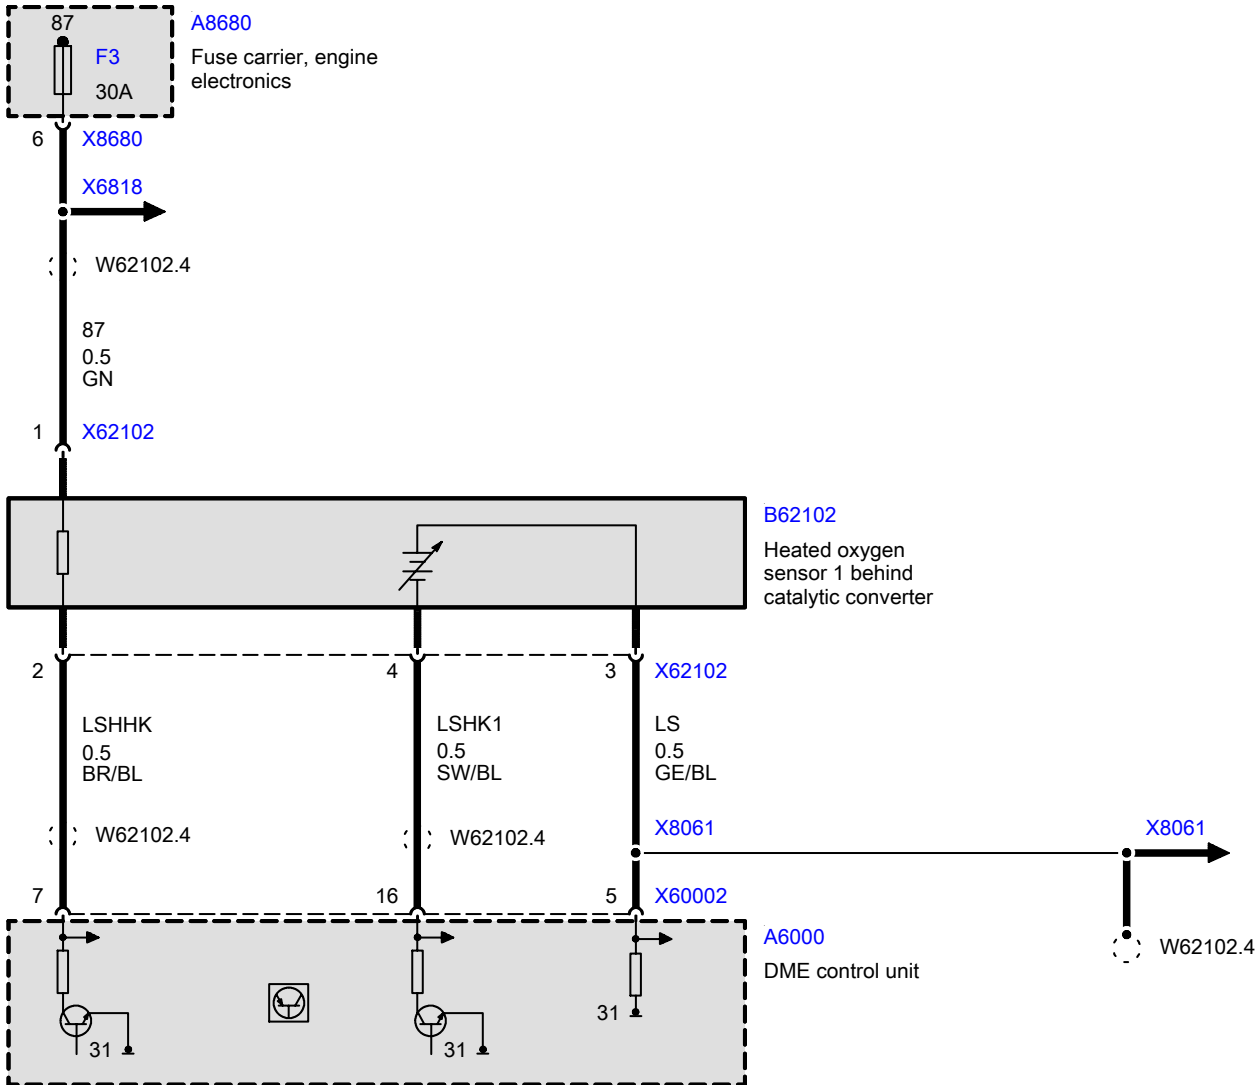 87
A8680
F3
Fuse carrier, engine
electronics
30A
6
X8680
X6818
W62102.4
87
0.5
GN
1
X62102
B62102
Heated oxygen
sensor 1 behind
catalytic converter
2
4
3
X62102
LSHHK
0.5
BR/BL
LSHK1
0.5
SW/BL
LS
0.5
GE/BL
W62102.4
W62102.4
X8061
X8061
7
16
5
X60002
A6000
DME control unit
W62102.4
31
31
31